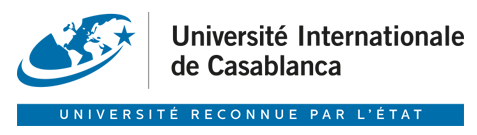 Université Internationale
de Casablanca
UNIVERSITÉ RECONNUE PAR L'ÉTAT